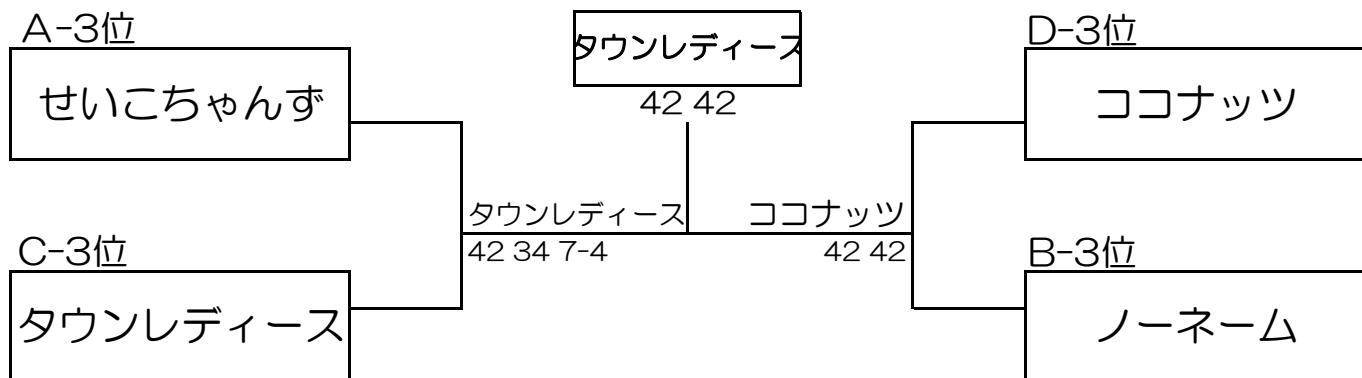 A-3位
せいこちゃんず
タウンレディース
42 42
D-3位
ココナッツ
タウンレディース
42 34 7-4
ココナッツ
42 42
C-3位
タウンレディース
B-3位
ノーネーム